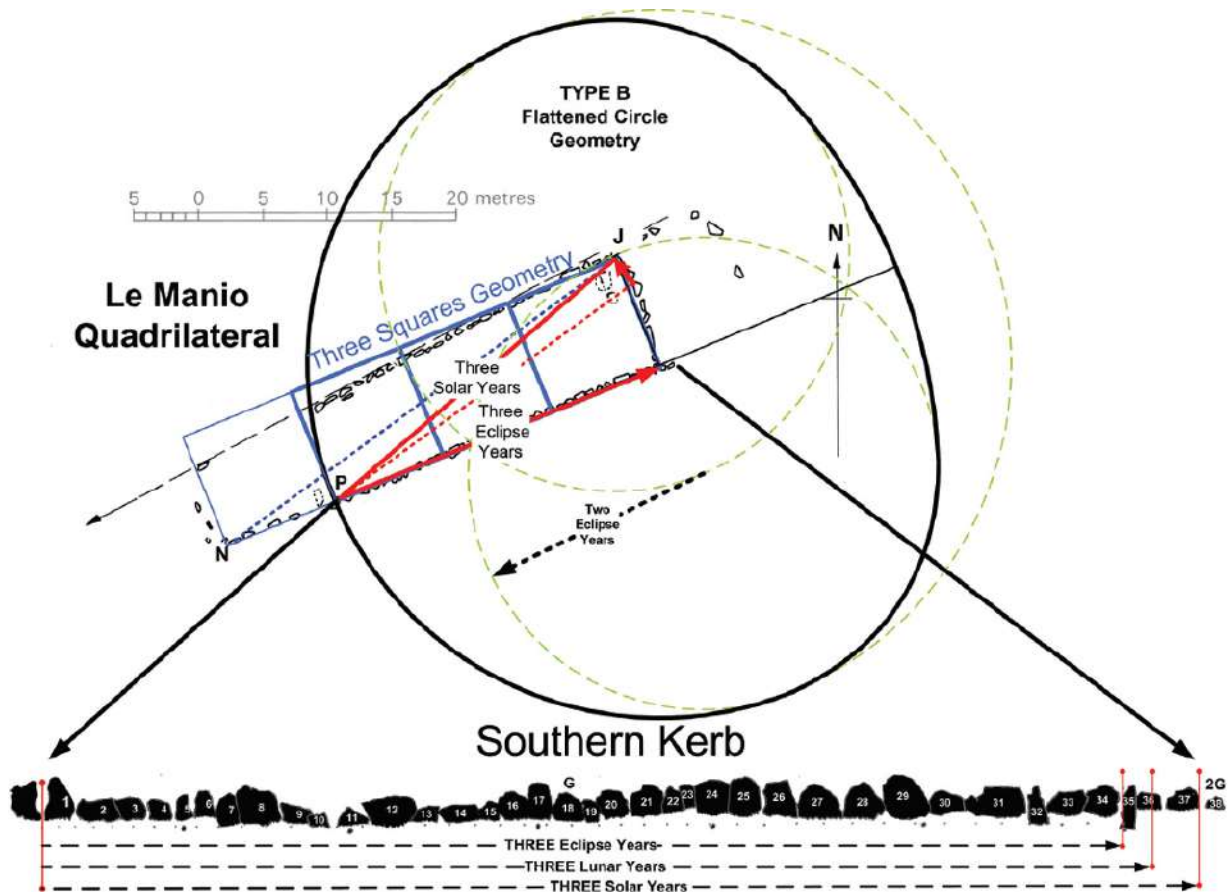 TYPE B
Flattened Circle
Geometry
5 0 5 10 15 20 metres
J
N
Le Manio
Quadrilateral
Three Squares Geometry
Three
Solar Years
Three
Eclipse
Years
P
N
Two
Eclipse
Years
Southern Kerb
G
2G
1 2 3 4 5 6 7 8 9 10 11 12 13 14 15 16 17 18 19 20 21 22 23 24 25 26 27 28 29 30 31 32 33 34 35 36 37 38
THREE Eclipse Years
THREE Lunar Years
THREE Solar Years